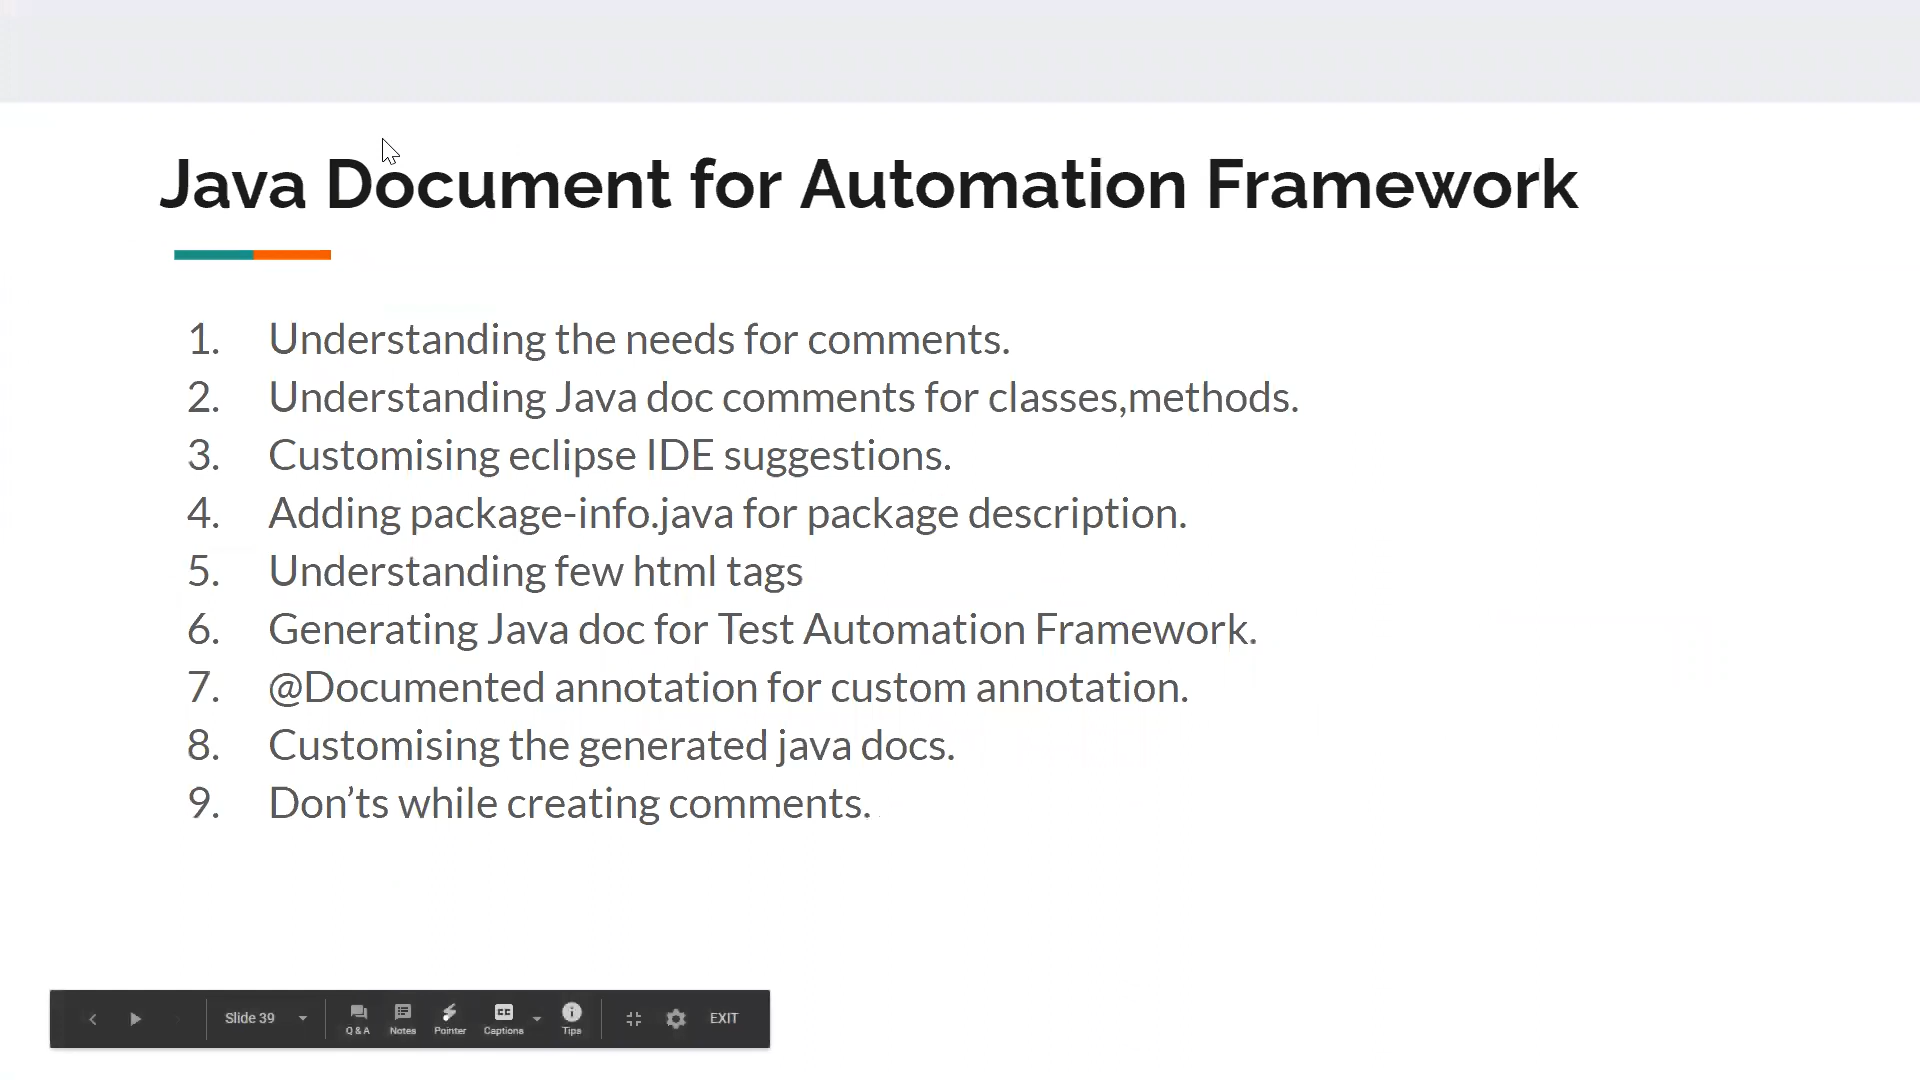 Java Document for Automation Framework
1. Understanding the needs for comments.
2. Understanding Java doc comments for classes,methods.
3. Customising eclipse IDE suggestions.
4. Adding package-info.java for package description.
5. Understanding few html tags
6. Generating Java doc for Test Automation Framework.
7. @Documented annotation for custom annotation.
8. Customising the generated java docs.
9. Don’ts while creating comments.
Slide 39 Q & A Notes Pointer CC Captions Tips EXIT